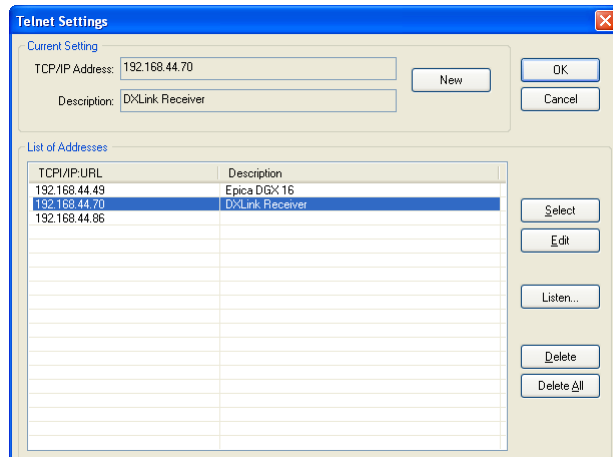 Telnet Settings
Current Setting
TCP/IP Address: 192.168.44.70
New
OK
Description: DXLink Receiver
Cancel
List of Addresses
TCPI/IP:URL Description
192.168.44.49 Epica DGX 16
192.168.44.70 DXLink Receiver
192.168.44.86
Select
Edit
Listen...
Delete
Delete All